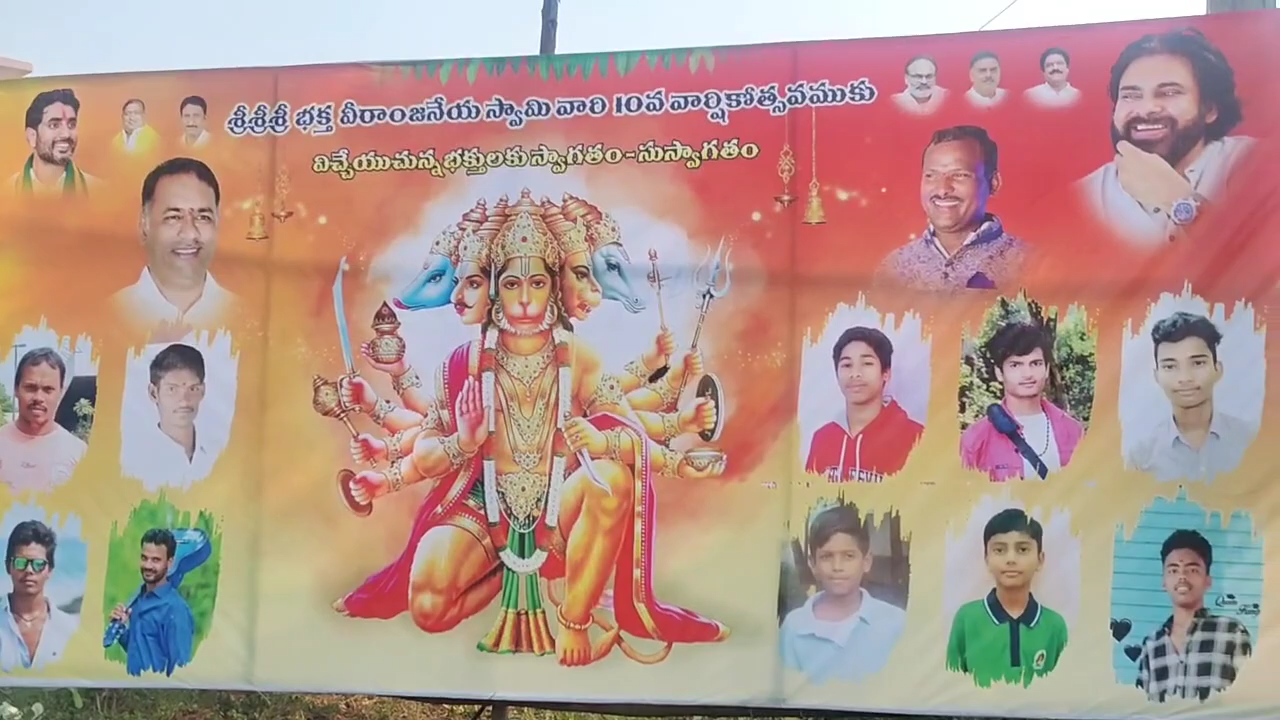 శ్రీశ్రీశ్రీ భక్త వీరాంజనేయ స్వామి వారి 10వ వార్షికోత్సవముకు
విచ్చేయుచున్న భక్తులకు స్వాగతం - సుస్వాగతం